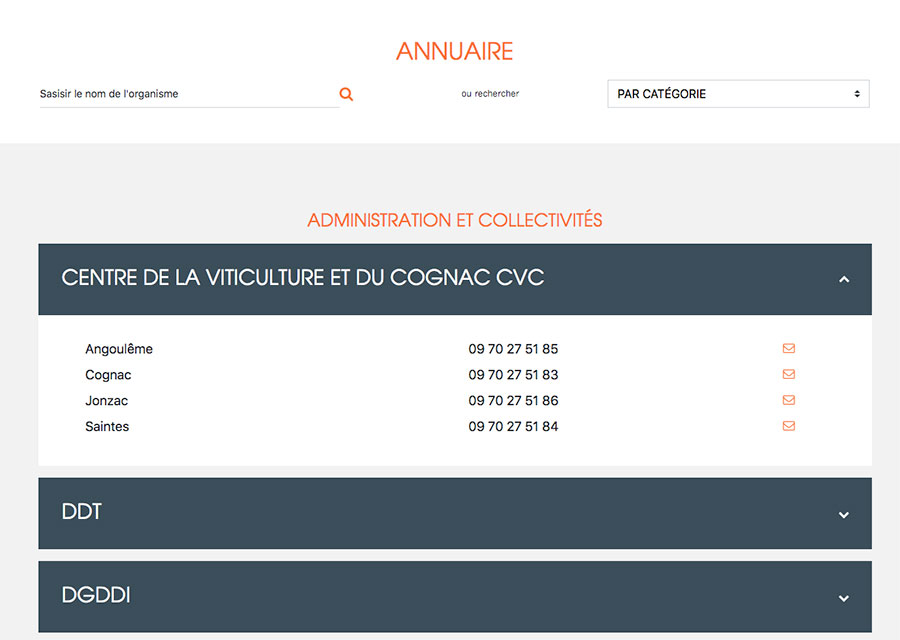 ANNUAIRE
Sasisir le nom de l'organisme ou rechercher PAR CATÉGORIE
ADMINISTRATION ET COLLECTIVITÉS
CENTRE DE LA VITICULTURE ET DU COGNAC CVC
Angoulême 09 70 27 51 85
Cognac 09 70 27 51 83
Jonzac 09 70 27 51 86
Saintes 09 70 27 51 84
DDT
DGDDI